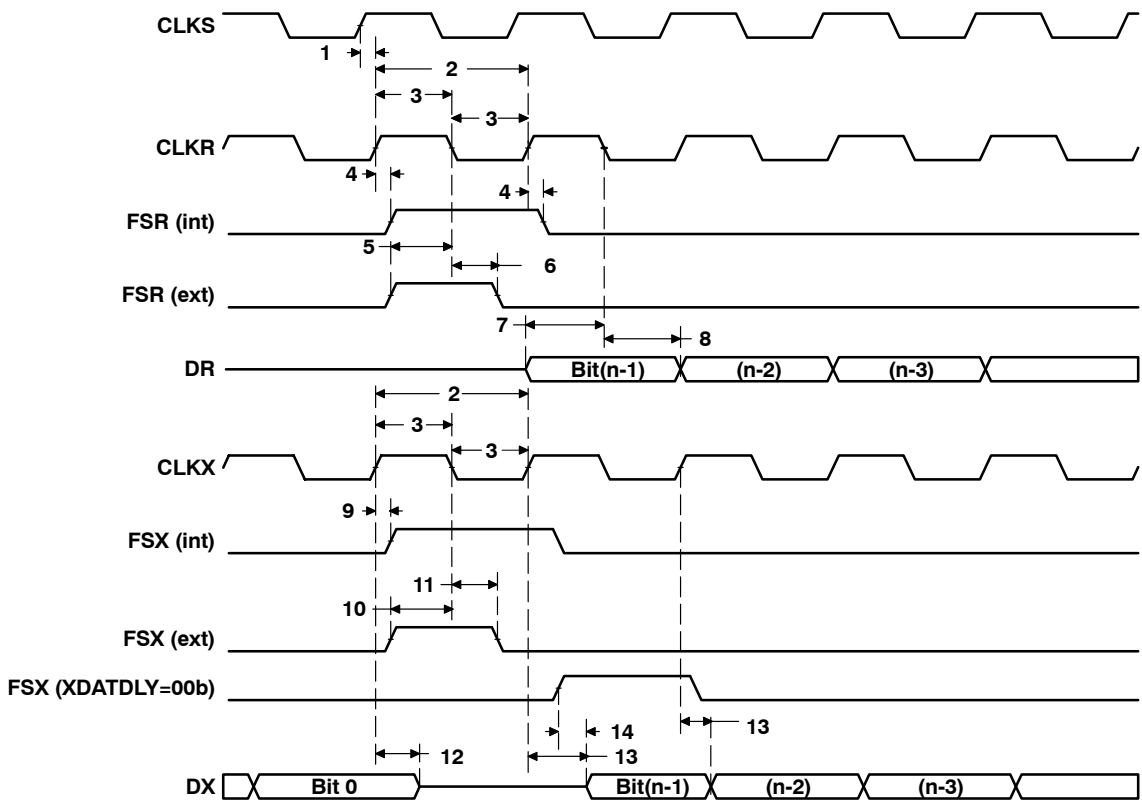 CLKS
1
2
3
3
CLKR
4
4
FSR (int)
5
6
FSR (ext)
7
8
DR
Bit(n-1)
(n-2)
(n-3)
2
3
3
CLKX
9
FSX (int)
11
10
FSX (ext)
FSX (XDATDLY=00b)
14
13
12
13
DX
Bit 0
Bit(n-1)
(n-2)
(n-3)